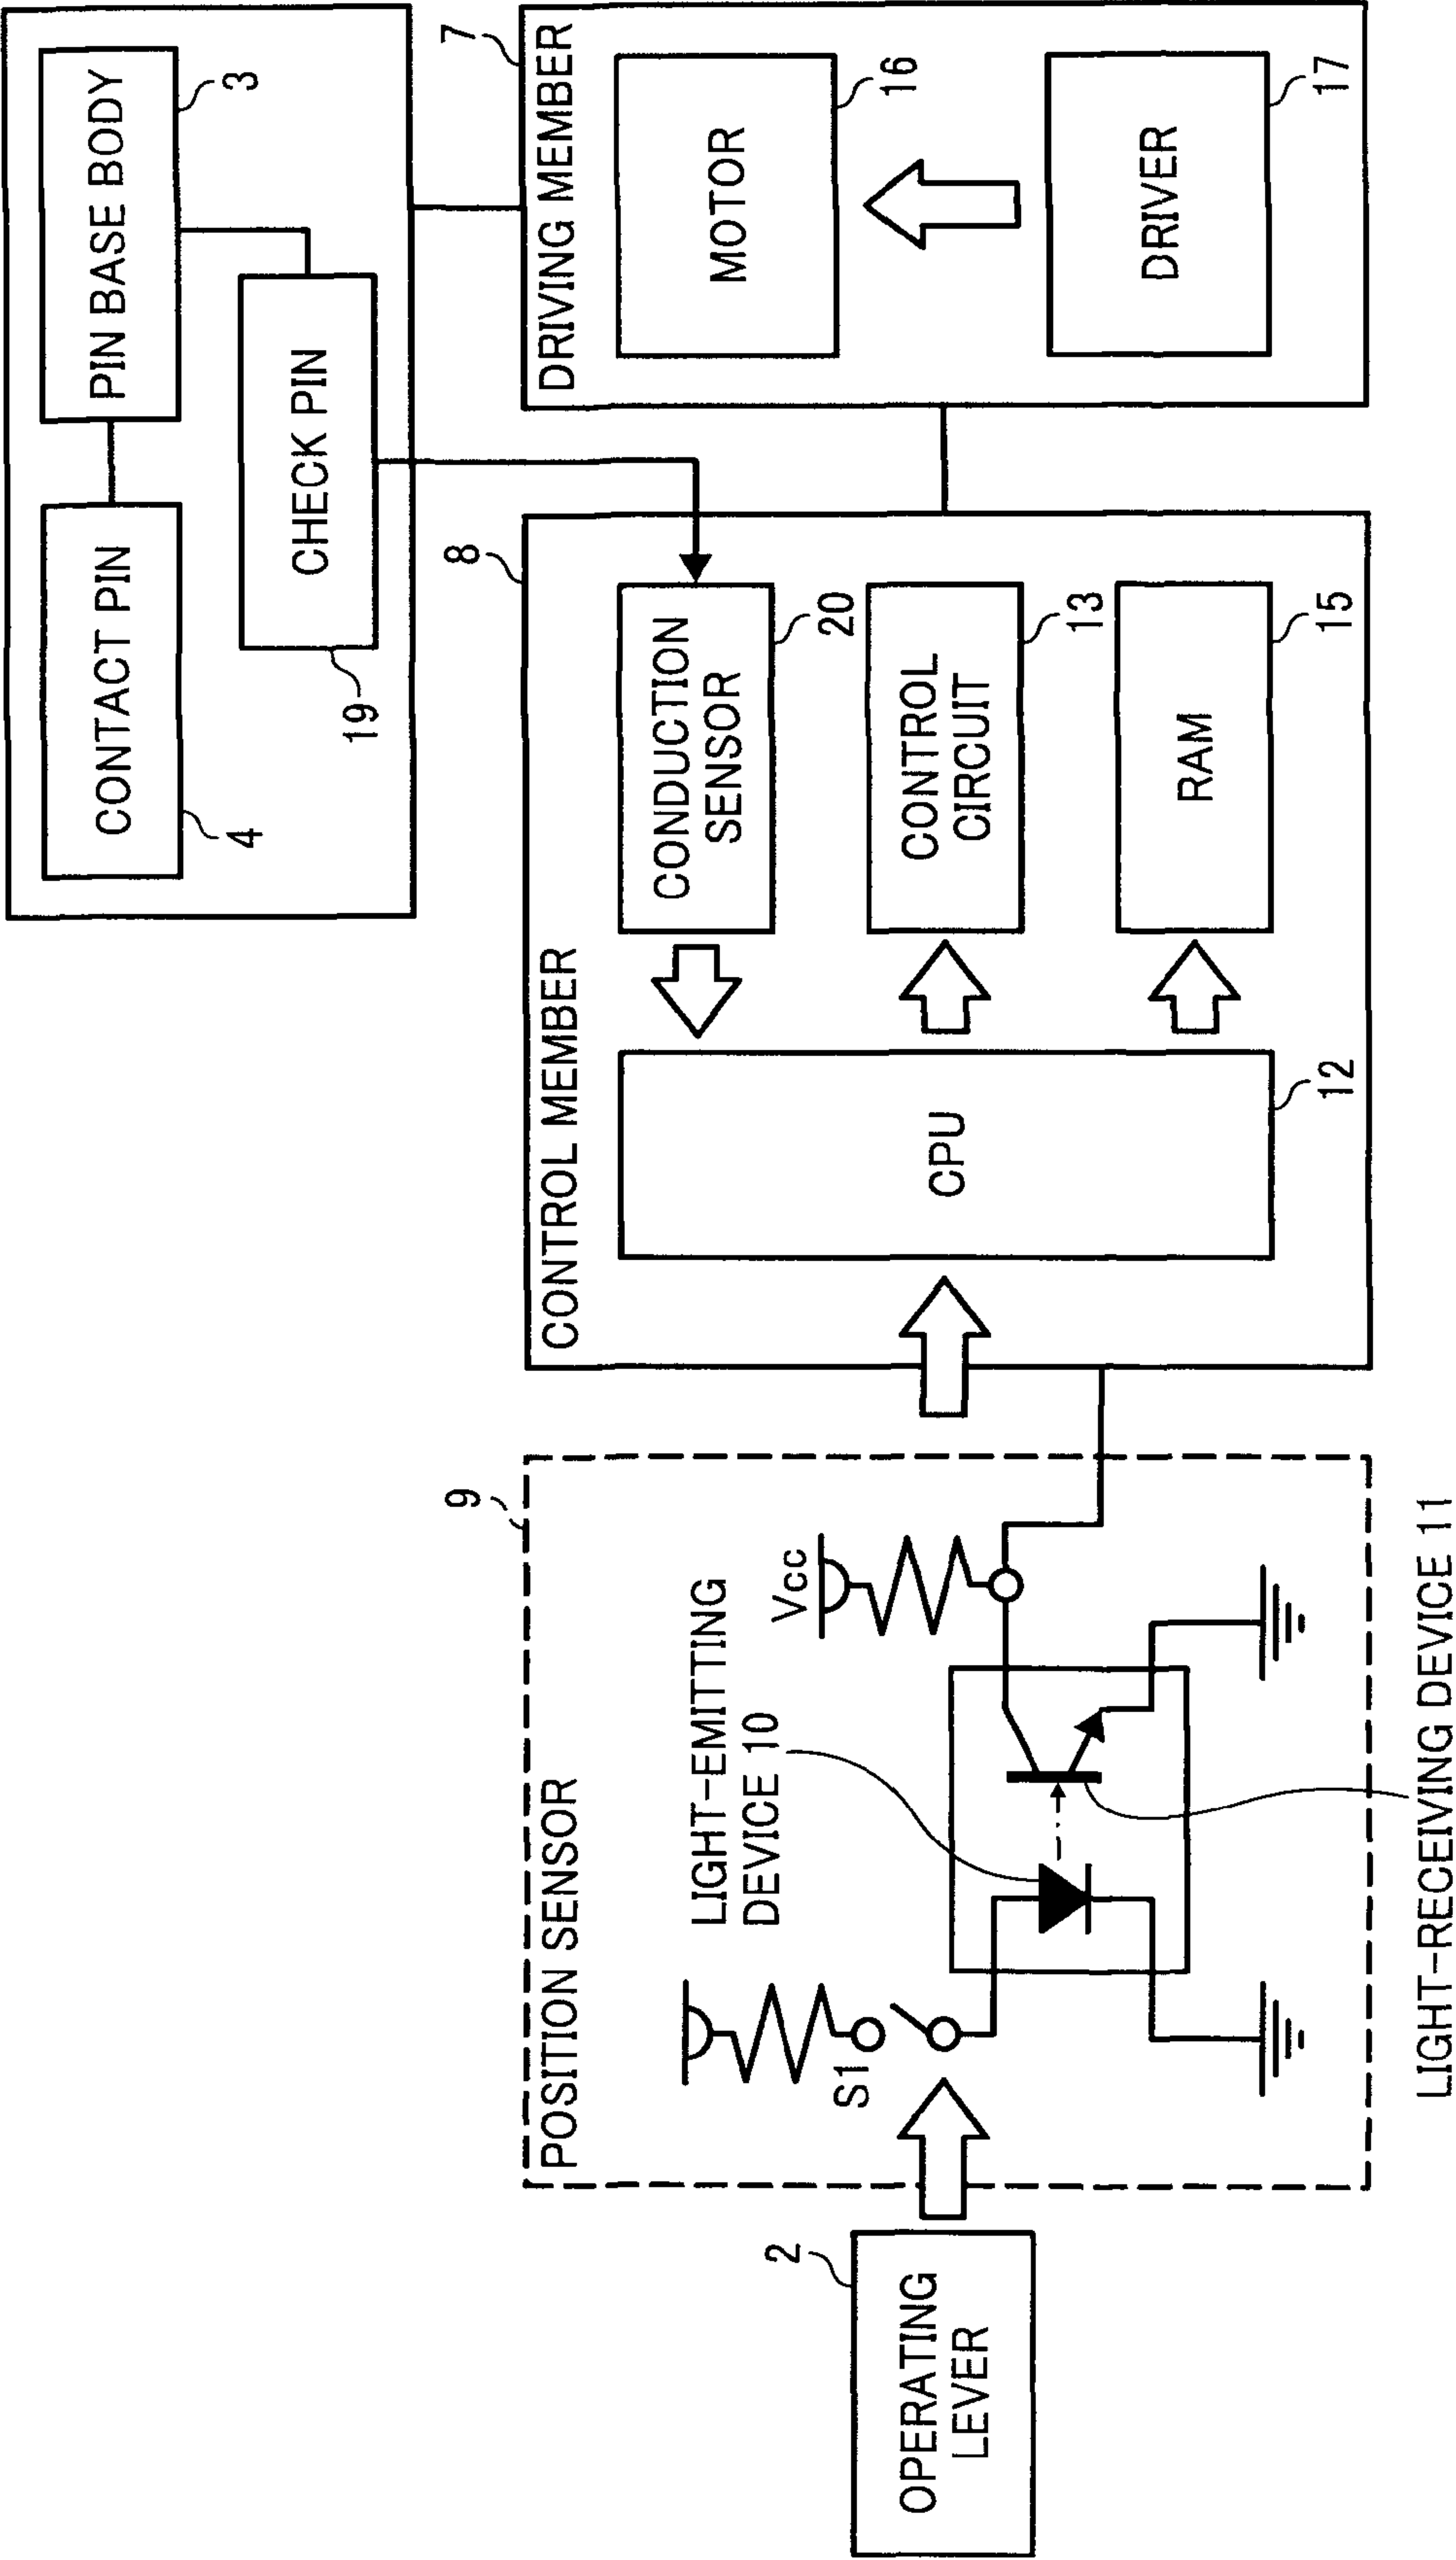 OPERATING
LEVER
2
POSITION SENSOR
9
S1
LIGHT-EMITTING
DEVICE 10
Vcc
LIGHT-RECEIVING DEVICE 11
CONTROL MEMBER
8
CPU
12
CONDUCTION
SENSOR
20
CONTROL
CIRCUIT
13
RAM
15
CONTACT PIN
4
PIN BASE BODY
3
CHECK PIN
19
DRIVING MEMBER
7
MOTOR
16
DRIVER
17